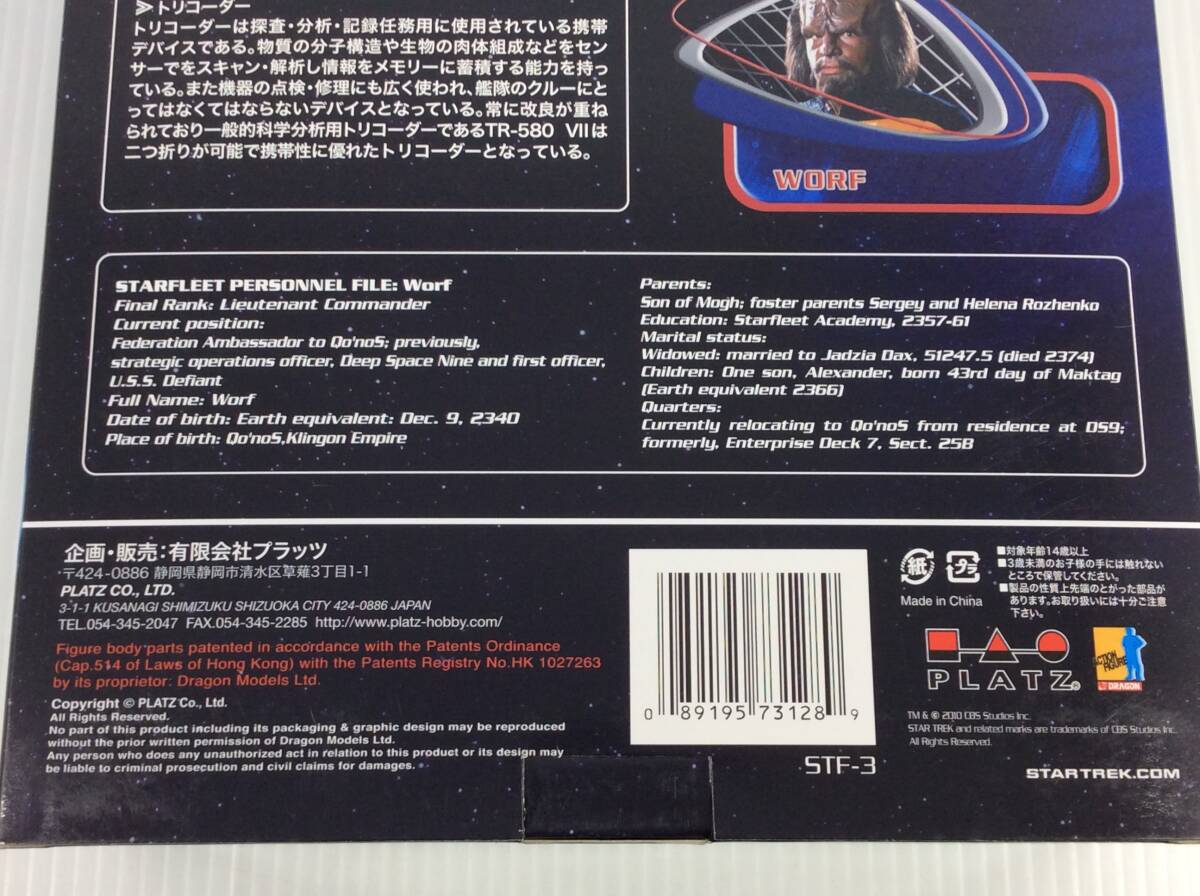 ≫トリコーダー
トリコーダーは探査・分析・記録任務用に使用されている携帯
デバイスである。物質の分子構造や生物の肉体組成などをセン
サーでをスキャン・解析し情報をメモリーに蓄積する能力を持っ
ている。また機器の点検・修理にも広く使われ、艦隊のクルーにと
ってはなくてはならないデバイスとなっている。常に改良が重ね
られており一般的科学分析用トリコーダーであるTR-580 VIIは
二つ折りが可能で携帯性に優れたトリコーダーとなっている。
WORF
STARFLEET PERSONNEL FILE: Worf
Final Rank: Lieutenant Commander
Current position:
Federation Ambassador to Qo'noS; previously,
strategic operations officer, Deep Space Nine and first officer,
U.S.S. Defiant
Full Name: Worf
Date of birth: Earth equivalent: Dec. 9, 2340
Place of birth: Qo'noS,Klingon Empire
Parents:
Son of Mogh; foster parents Sergey and Helena Rozhenko
Education: Starfleet Academy, 2357-61
Marital status:
Widowed: married to Jadzia Dax, 51247.5 (died 2374)
Children: One son, Alexander, born 43rd day of Maktag
(Earth equivalent 2366)
Quarters:
Currently relocating to Qo'noS from residence at DS9;
formerly, Enterprise Deck 7, Sect. 25B
企画・販売：有限会社プラッツ
〒424-0886 静岡県静岡市清水区草薙3丁目1-1
PLATZ CO., LTD.
3-1-1 KUSANAGI SHIMIZUKU SHIZUOKA CITY 424-0886 JAPAN
TEL.054-345-2047 FAX.054-345-2285 http://www.platz-hobby.com/
Figure body parts patented in accordance with the Patents Ordinance
(Cap.514 of Laws of Hong Kong) with the Patents Registry No.HK 1027263
by its proprietor: Dragon Models Ltd.
Copyright © PLATZ Co., Ltd.
All Rights Reserved.
No part of this product including its packaging & graphic design may be reproduced
without the prior written permission of Dragon Models Ltd.
Any person who does any unauthorized act in relation to this product or its design may
be liable to criminal prosecution and civil claims for damages.
0 89195 73128 9
STF-3
紙
プラ
Made in China
■対象年齢14歳以上
■3歳未満のお子様の手には触れない
ところで保管してください。
■製品の性質上先端のとがった部品が
あります。お取り扱いには十分ご注意
下さい。
PLATZ®
ACTION FIGURE
DRAGON
TM & © 2010 CBS Studios Inc.
STAR TREK and related marks are trademarks of CBS Studios Inc.
All Rights Reserved.
STARTREK.COM